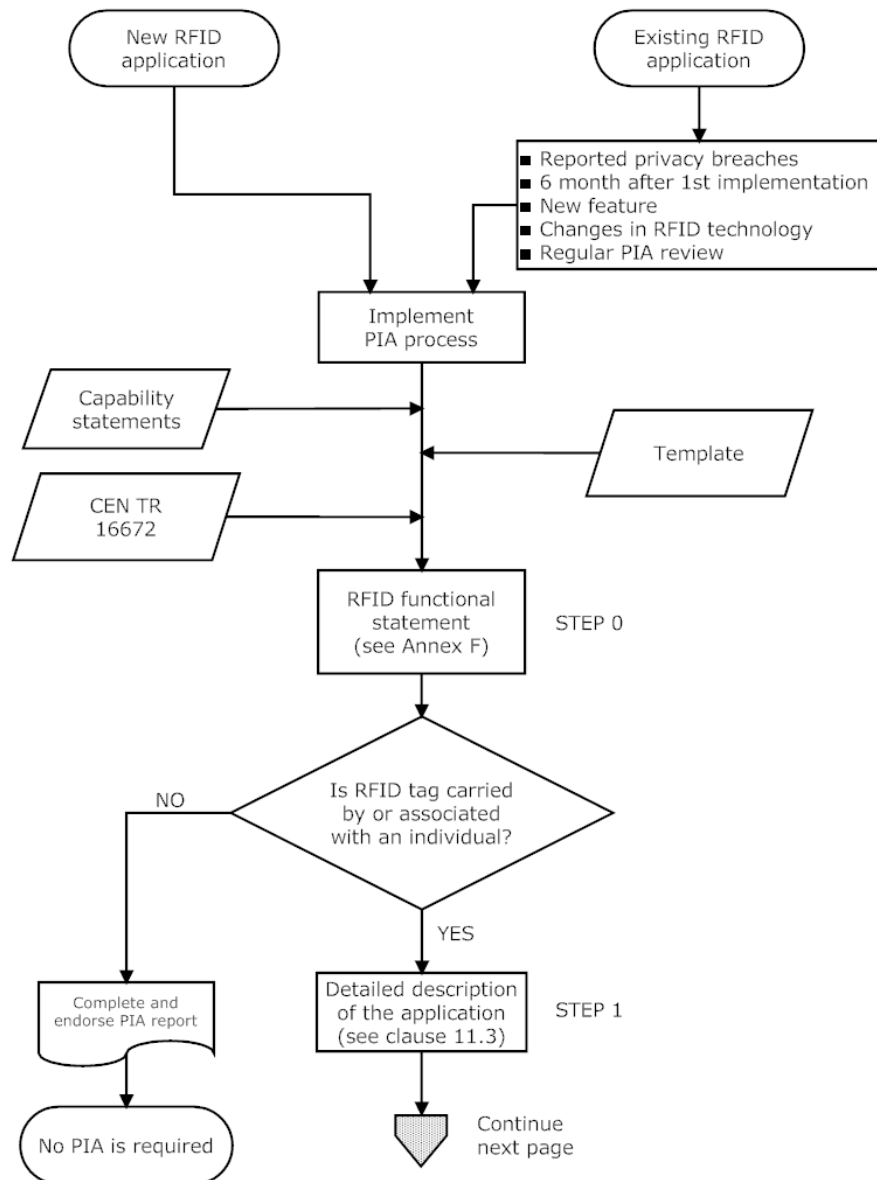 New RFID
application
Existing RFID
application
■ Reported privacy breaches
■ 6 month after 1st implementation
■ New feature
■ Changes in RFID technology
■ Regular PIA review
Implement
PIA process
Capability
statements
Template
CEN TR
16672
RFID functional
statement
(see Annex F)
STEP 0
Is RFID tag carried
by or associated
with an individual?
NO
YES
Complete and
endorse PIA report
Detailed description
of the application
(see clause 11.3)
STEP 1
No PIA is required
Continue
next page